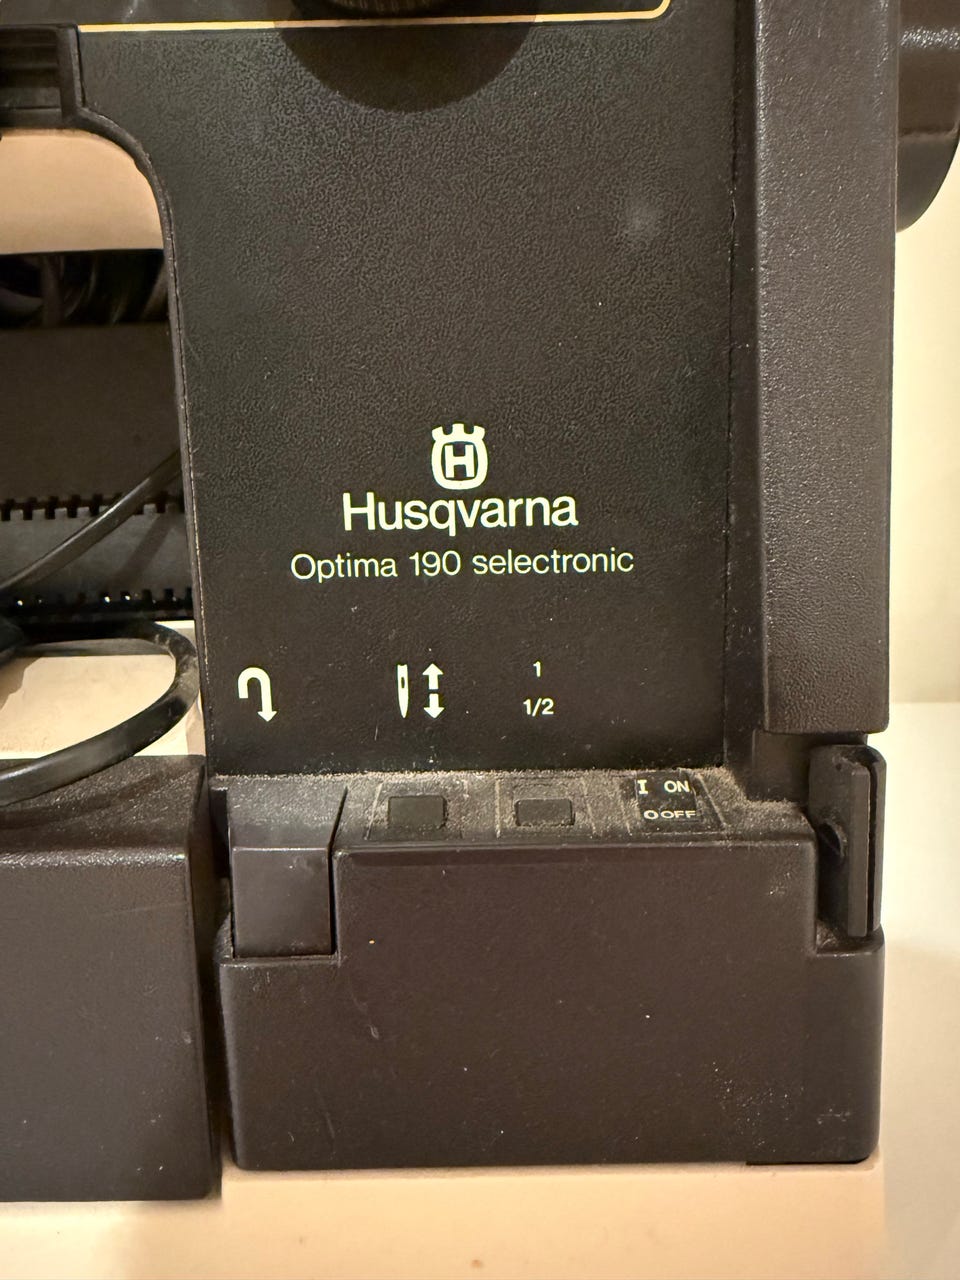 H
Husqvarna
Optima 190 selectronic
1
1/2
I ON
O OFF